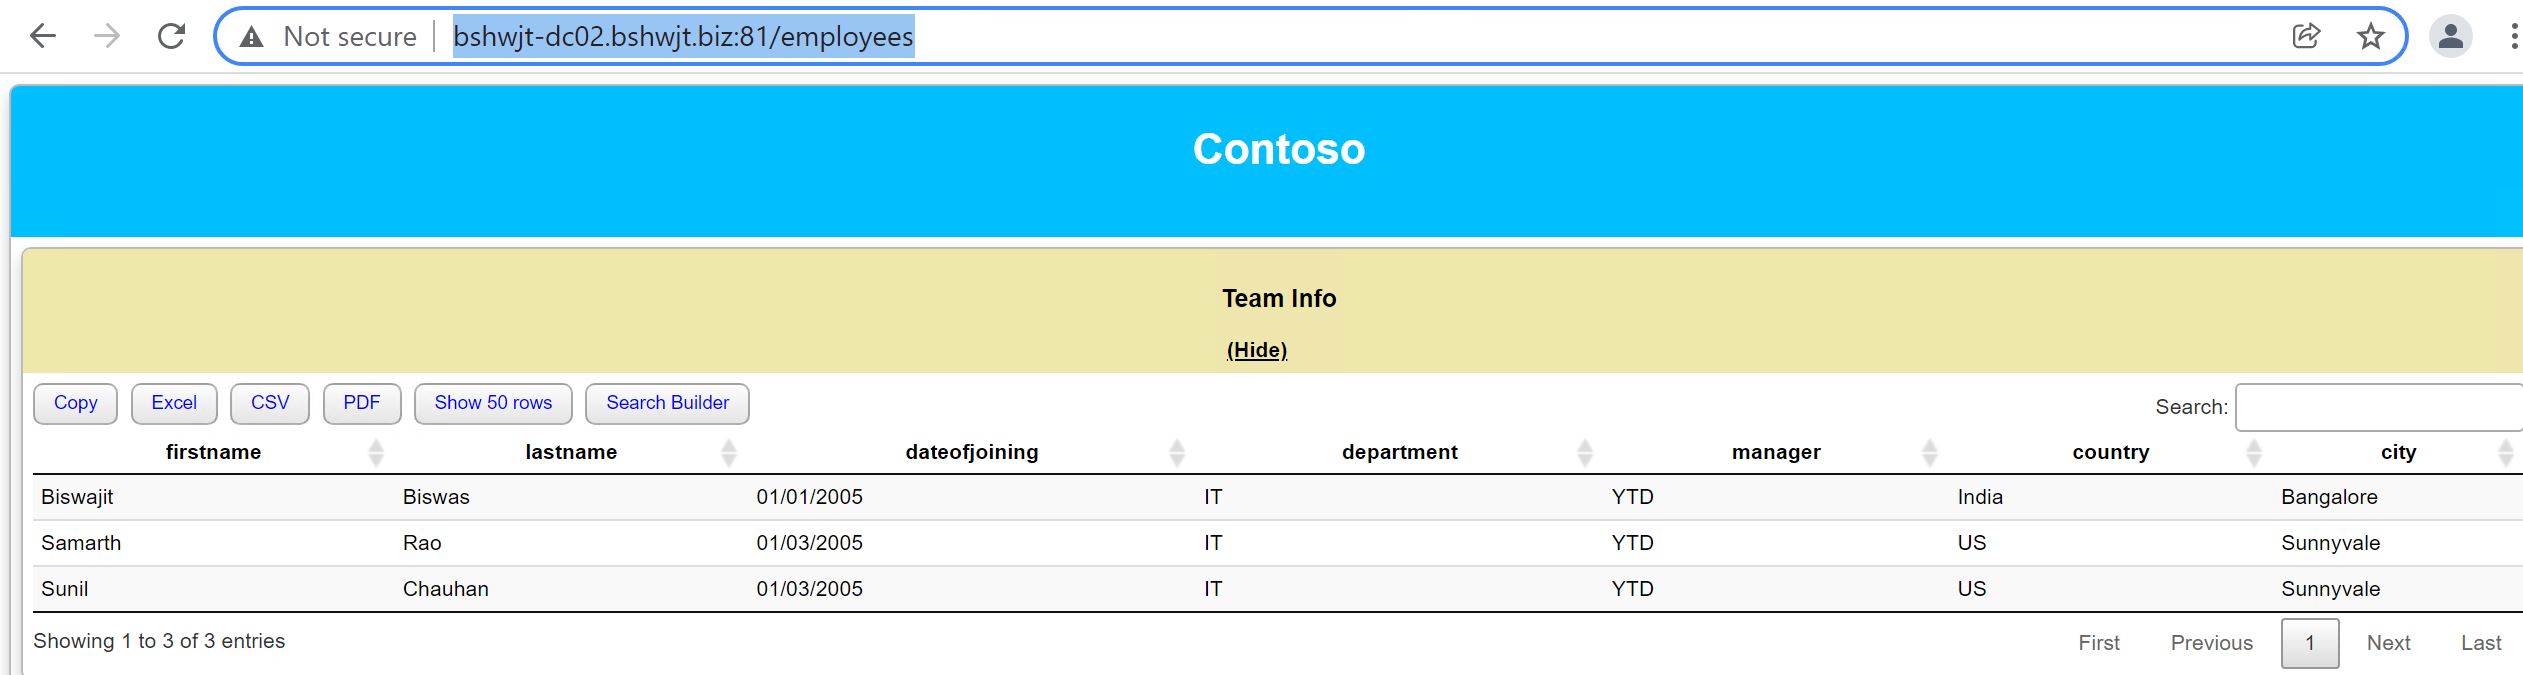 Not secure bshwjt-dc02.bshwjt.biz:81/employees
Contoso
Team Info
(Hide)
Copy Excel CSV PDF Show 50 rows Search Builder Search:
firstname lastname dateofjoining department manager country city
Biswajit Biswas 01/01/2005 IT YTD India Bangalore
Samarth Rao 01/03/2005 IT YTD US Sunnyvale
Sunil Chauhan 01/03/2005 IT YTD US Sunnyvale
Showing 1 to 3 of 3 entries First Previous 1 Next Last